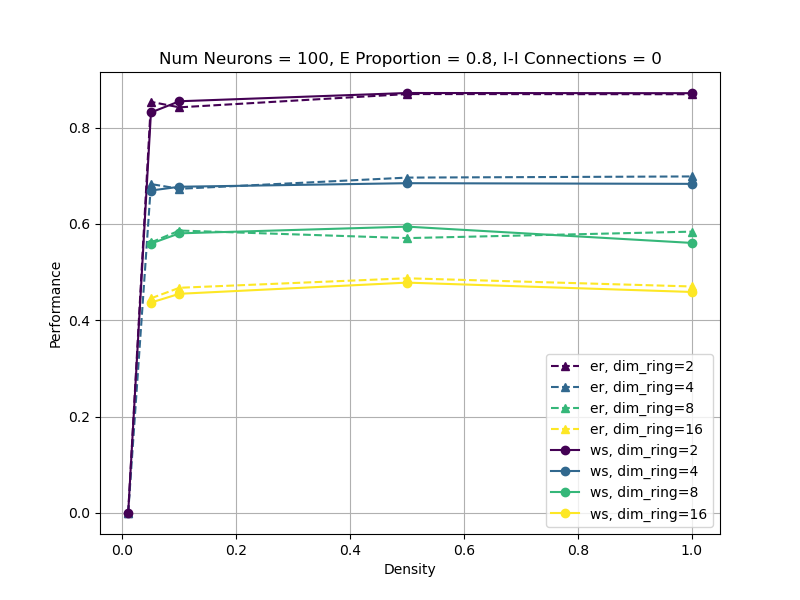 Num Neurons = 100, E Proportion = 0.8, I-I Connections = 0
Performance
0.8
0.6
0.4
0.2
0.0
0.0 0.2 0.4 0.6 0.8 1.0
Density
er, dim_ring=2
er, dim_ring=4
er, dim_ring=8
er, dim_ring=16
ws, dim_ring=2
ws, dim_ring=4
ws, dim_ring=8
ws, dim_ring=16